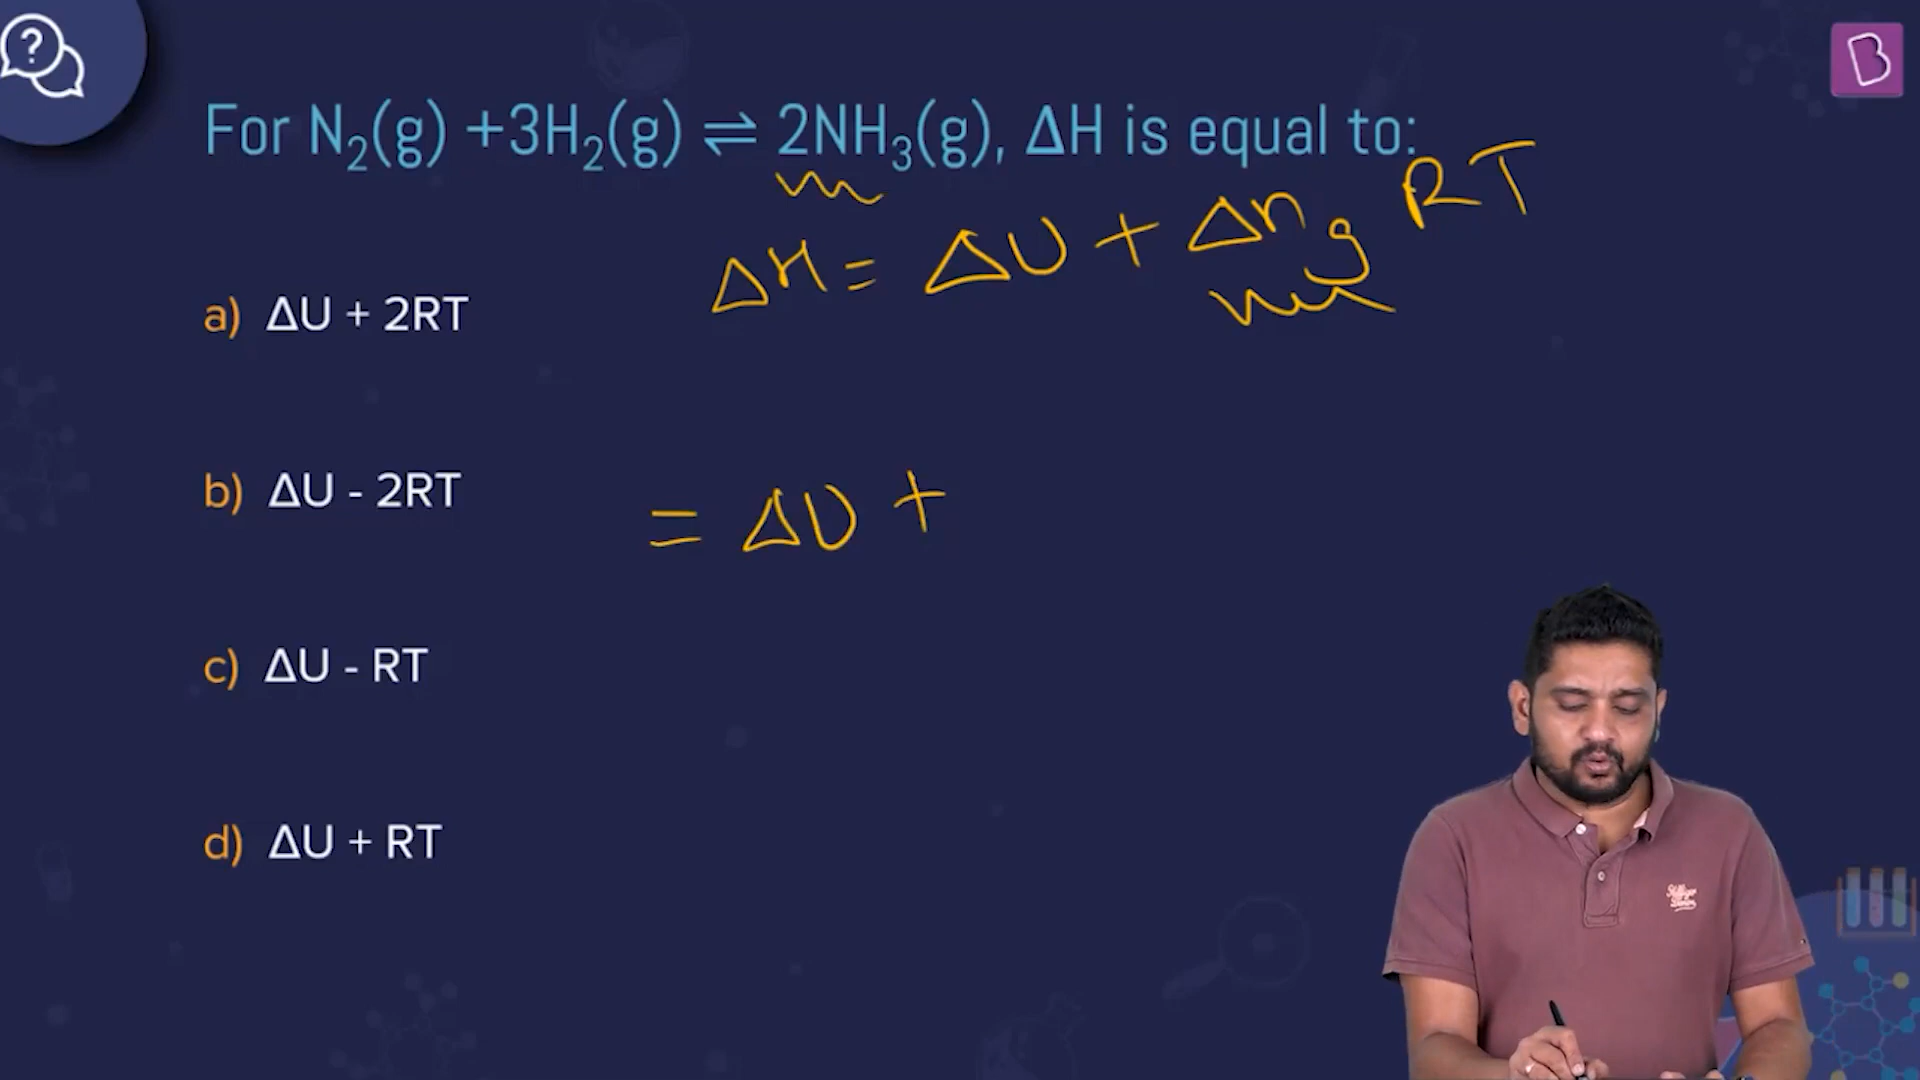 For N₂(g) +3H₂(g) ⇌ 2NH₃(g), ΔH is equal to:
ΔH = ΔU + Δn_g RT
a) ΔU + 2RT
b) ΔU - 2RT
= ΔU +
c) ΔU - RT
d) ΔU + RT